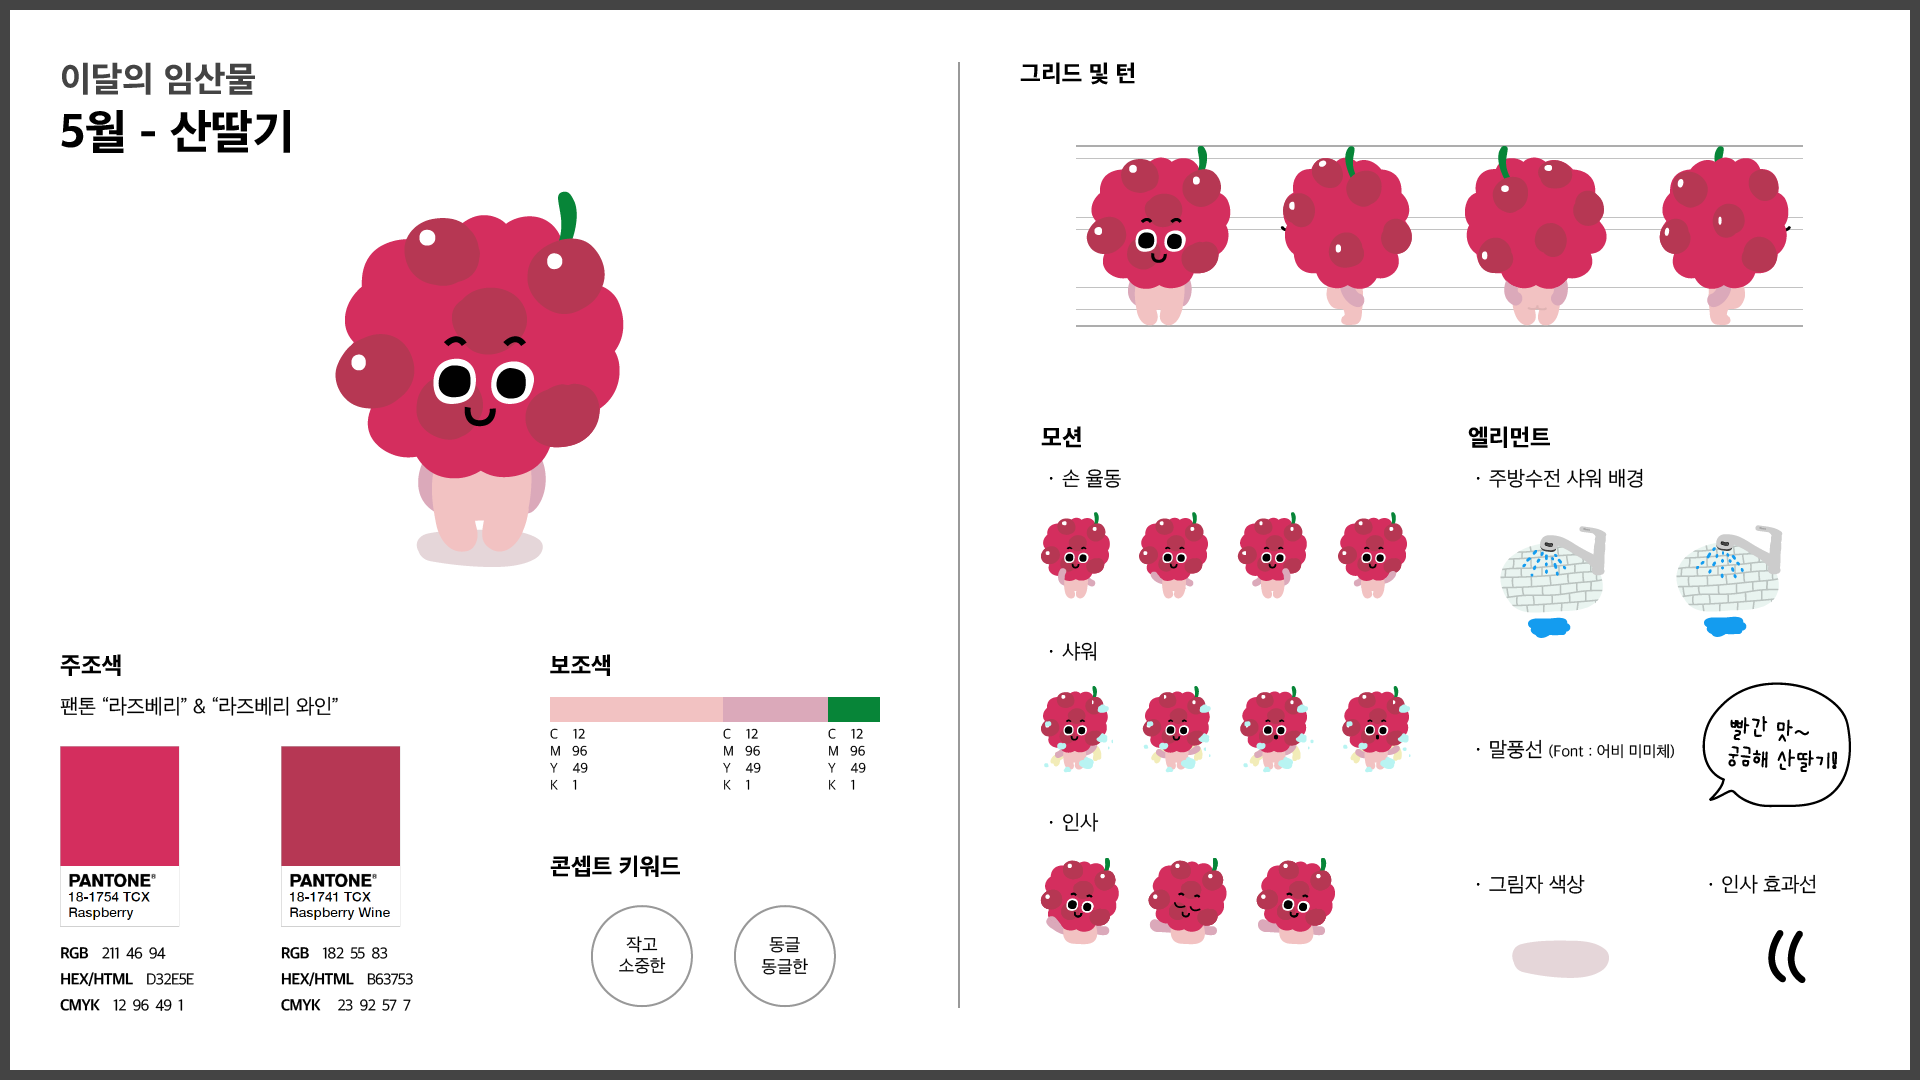 이달의 임산물
5월 - 산딸기
주조색
팬톤 “라즈베리” & “라즈베리 와인”
PANTONE®
18-1754 TCX
Raspberry
RGB 211 46 94
HEX/HTML D32E5E
CMYK 12 96 49 1
PANTONE®
18-1741 TCX
Raspberry Wine
RGB 182 55 83
HEX/HTML B63753
CMYK 23 92 57 7
보조색
C 12
M 96
Y 49
K 1
C 12
M 96
Y 49
K 1
C 12
M 96
Y 49
K 1
콘셉트 키워드
작고
소중한
동글
동글한
그리드 및 턴
모션
· 손 율동
· 샤워
· 인사
엘리먼트
· 주방수전 샤워 배경
· 말풍선 (Font : 어비 미미체)
빨간 맛~
궁금해 산딸기!
· 그림자 색상
· 인사 효과선